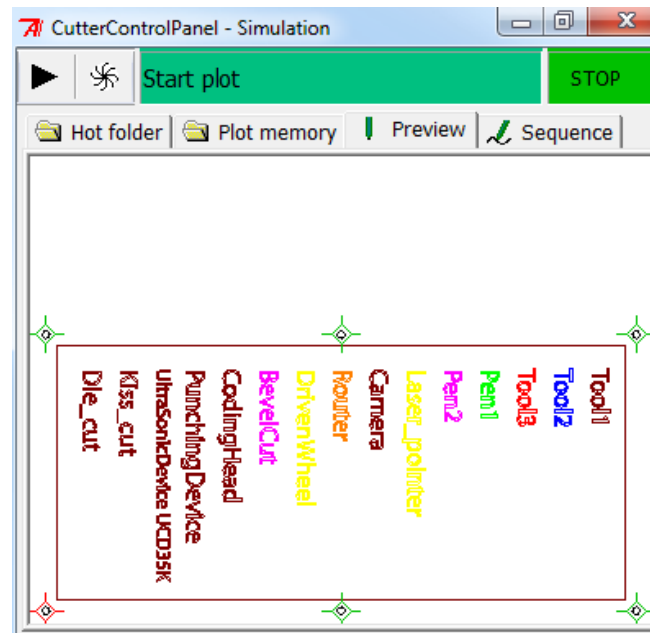 CutterControlPanel - Simulation
Start plot
STOP
Hot folder
Plot memory
Preview
Sequence
Tool1
Tool2
Tool3
Pen1
Pen2
Laser_pointer
Camera
Router
DrivenWheel
BevelCut
CodingHead
PunchingDevice
UltraSonicDevice UCD35K
Kiss_cut
Die_cut